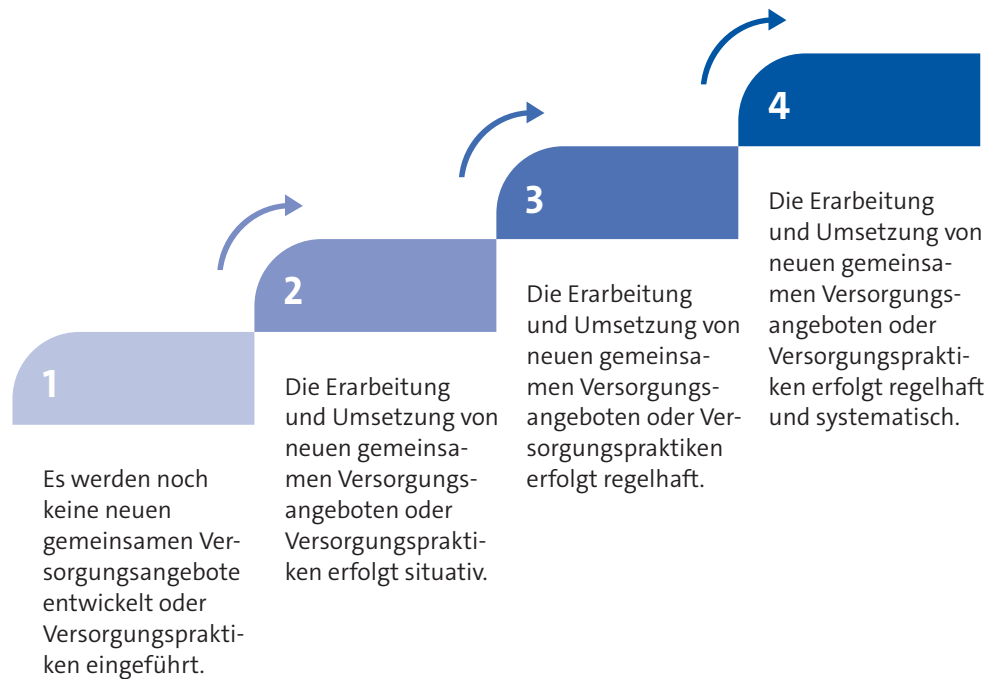 1
Es werden noch
keine neuen
gemeinsamen Ver-
sorgungsangebote
entwickelt oder
Versorgungsprakti-
ken eingeführt.
2
Die Erarbeitung
und Umsetzung von
neuen gemeinsa-
men Versorgungs-
angeboten oder
Versorgungsprakti-
ken erfolgt situativ.
3
Die Erarbeitung
und Umsetzung von
neuen gemeinsa-
men Versorgungs-
angeboten oder Ver-
sorgungspraktiken
erfolgt regelhaft.
4
Die Erarbeitung
und Umsetzung von
neuen gemeinsa-
men Versorgungs-
angeboten oder
Versorgungsprakti-
ken erfolgt regelhaft
und systematisch.